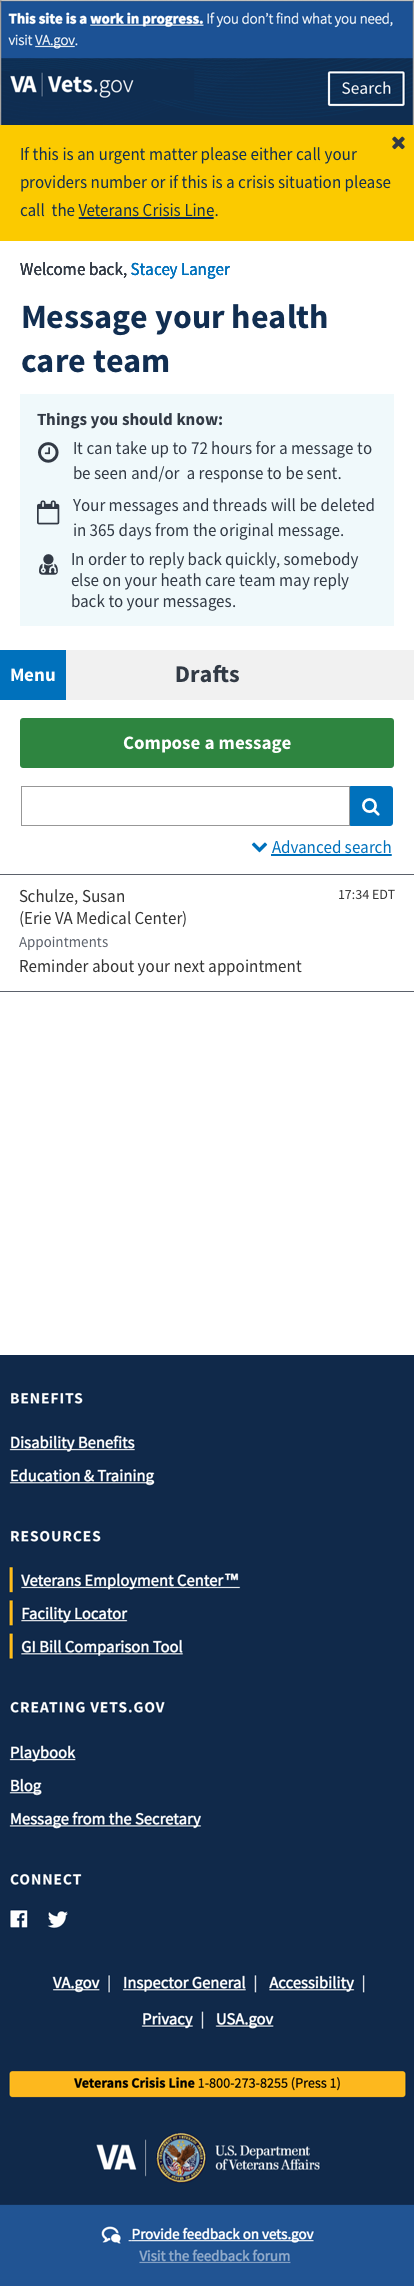 This site is a work in progress. If you don't find what you need,
visit VA.gov.
VA | Vets.gov
Search
If this is an urgent matter please either call your
providers number or if this is a crisis situation please
call the Veterans Crisis Line.
Welcome back, Stacey Langer
Message your health
care team
Things you should know:
It can take up to 72 hours for a message to
be seen and/or a response to be sent.
Your messages and threads will be deleted
in 365 days from the original message.
In order to reply back quickly, somebody
else on your heath care team may reply
back to your messages.
Menu
Drafts
Compose a message
Advanced search
Schulze, Susan 17:34 EDT
(Erie VA Medical Center)
Appointments
Reminder about your next appointment
BENEFITS
Disability Benefits
Education & Training
RESOURCES
Veterans Employment Center™
Facility Locator
GI Bill Comparison Tool
CREATING VETS.GOV
Playbook
Blog
Message from the Secretary
CONNECT
VA.gov | Inspector General | Accessibility |
Privacy | USA.gov
Veterans Crisis Line 1-800-273-8255 (Press 1)
VA | U.S. Department
of Veterans Affairs
Provide feedback on vets.gov
Visit the feedback forum